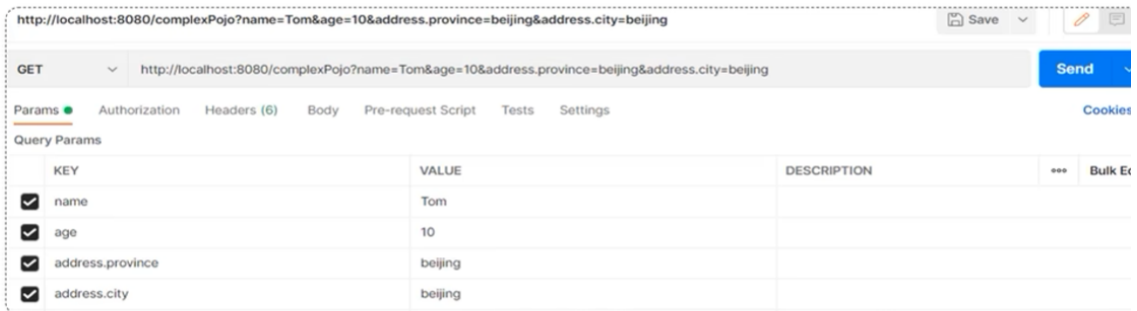 http://localhost:8080/complexPojo?name=Tom&age=10&address.province=beijing&address.city=beijing Save
GET http://localhost:8080/complexPojo?name=Tom&age=10&address.province=beijing&address.city=beijing Send
Params Authorization Headers (6) Body Pre-request Script Tests Settings Cookies
Query Params
KEY VALUE DESCRIPTION ••• Bulk Ed
name Tom
age 10
address.province beijing
address.city beijing